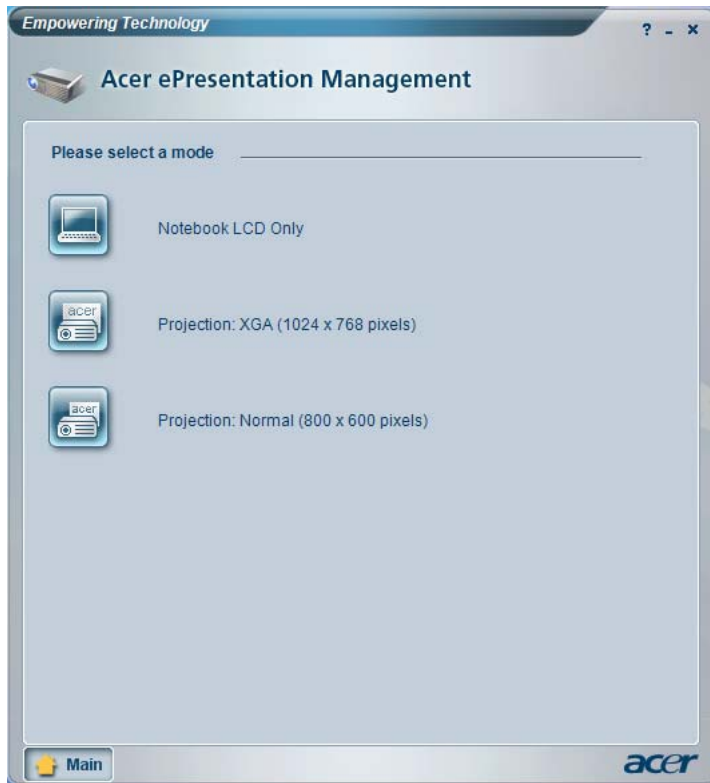 Empowering Technology
? - ×
Acer ePresentation Management
Please select a mode
Notebook LCD Only
acer
Projection: XGA (1024 x 768 pixels)
acer
Projection: Normal (800 x 600 pixels)
Main
acer